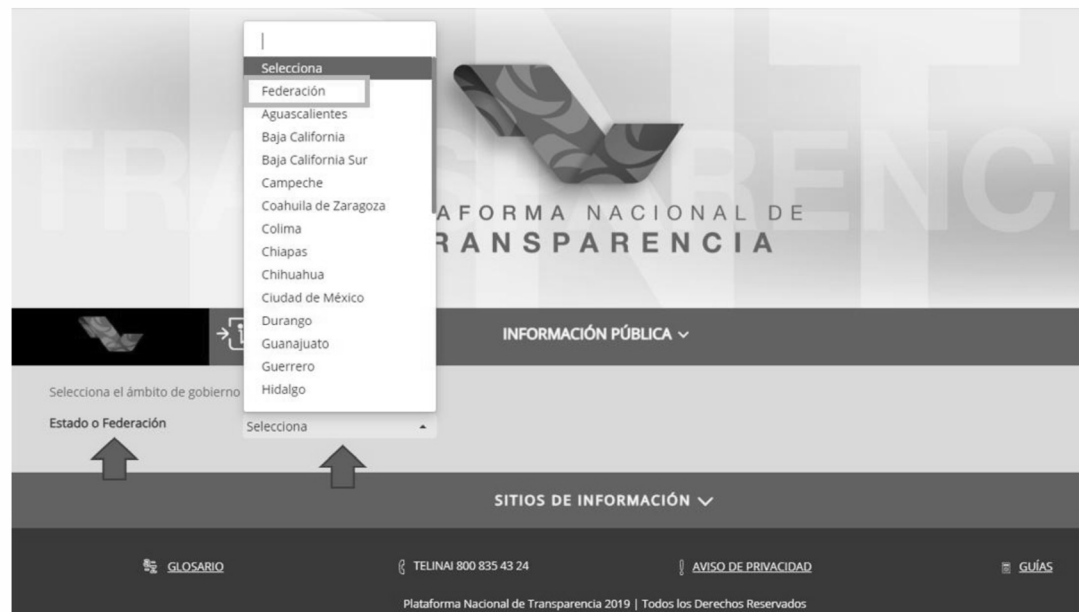 Selecciona
Federación
Aguascalientes
Baja California
Baja California Sur
Campeche
Coahuila de Zaragoza
Colima
Chiapas
Chihuahua
Ciudad de México
Durango
Guanajuato
Guerrero
Hidalgo
AFORMA NACIONAL DE
RANSPARENCIA
INFORMACIÓN PÚBLICA
Selecciona el ámbito de gobierno
Estado o Federación
Selecciona
SITIOS DE INFORMACIÓN
GLOSARIO
TELINAI 800 835 43 24
AVISO DE PRIVACIDAD
GUÍAS
Plataforma Nacional de Transparencia 2019 | Todos los Derechos Reservados